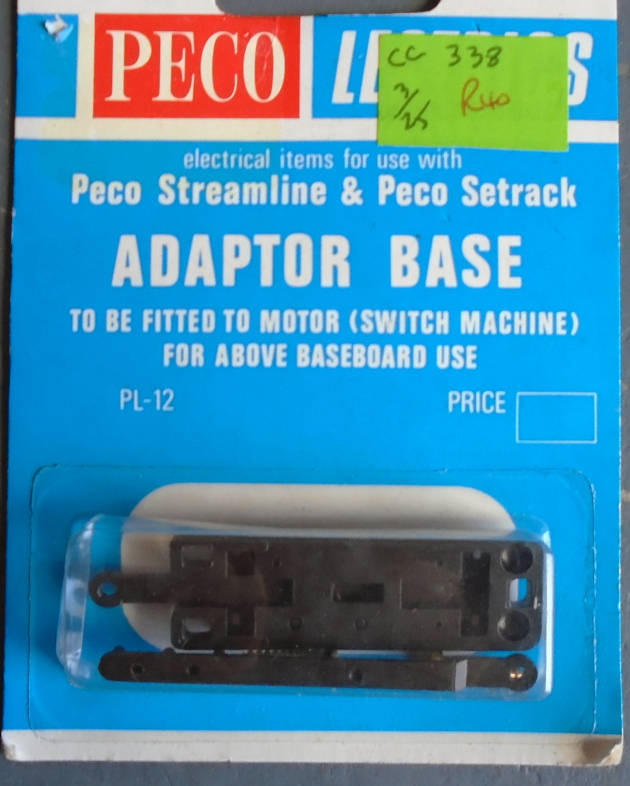 PECO
CC 338
3/25 R40
electrical items for use with
Peco Streamline & Peco Setrack
ADAPTOR BASE
TO BE FITTED TO MOTOR (SWITCH MACHINE)
FOR ABOVE BASEBOARD USE
PL-12 PRICE